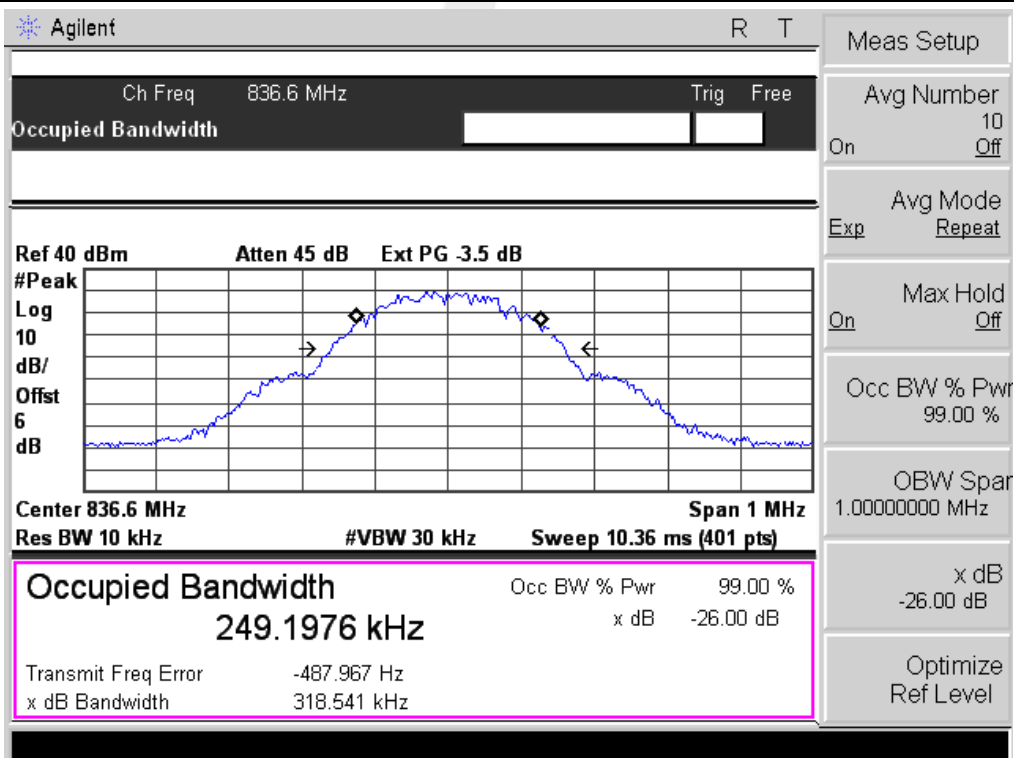 Agilent R T
Ch Freq 836.6 MHz Trig Free
Occupied Bandwidth
Ref 40 dBm Atten 45 dB Ext PG -3.5 dB
#Peak
Log
10
dB/
Offst
6
dB
Center 836.6 MHz Span 1 MHz
Res BW 10 kHz #VBW 30 kHz Sweep 10.36 ms (401 pts)
Occupied Bandwidth
249.1976 kHz
Occ BW % Pwr 99.00 %
x dB -26.00 dB
Transmit Freq Error -487.967 Hz
x dB Bandwidth 318.541 kHz
Meas Setup
Avg Number
10
On Off
Avg Mode
Exp Repeat
Max Hold
On Off
Occ BW % Pwr
99.00 %
OBW Span
1.00000000 MHz
x dB
-26.00 dB
Optimize
Ref Level